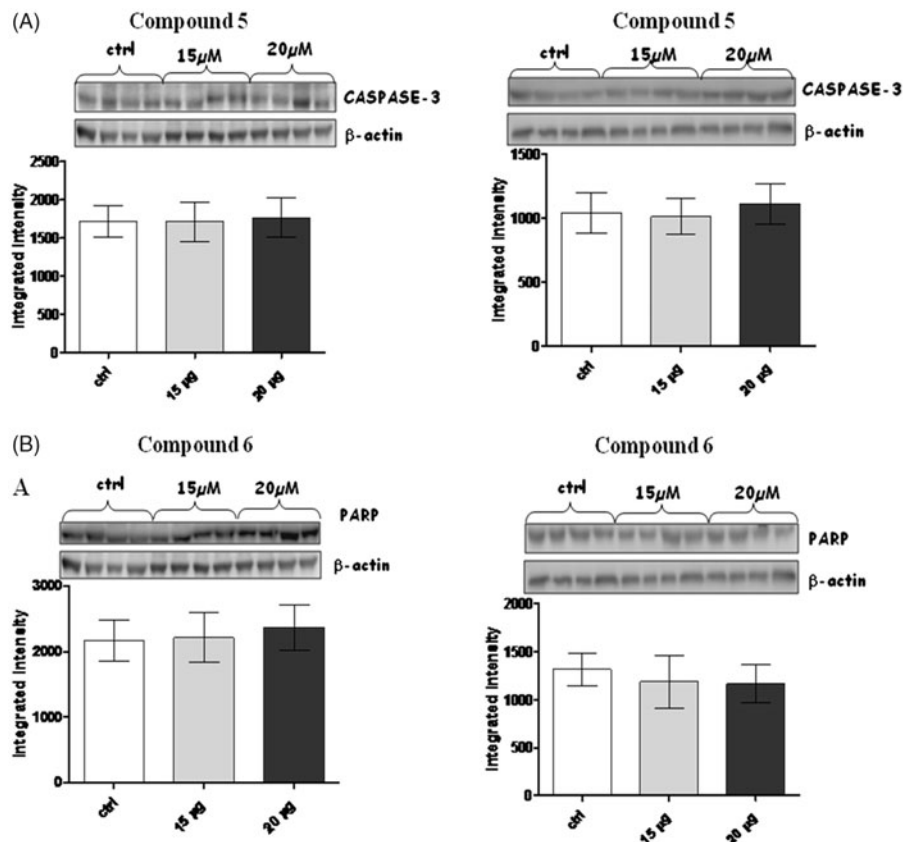 (A)
Compound 5
ctrl 15µM 20µM
CASPASE-3
β-actin
Integrated Intensity
2500
2000
1500
1000
500
0
ctrl 15 µg 20 µg
Compound 5
ctrl 15µM 20µM
CASPASE-3
β-actin
Integrated Intensity
1500
1000
500
0
ctrl 15 µg 20 µg
(B)
Compound 6
A
ctrl 15µM 20µM
PARP
β-actin
Integrated Intensity
3000
2000
1000
0
ctrl 15 µg 20 µg
Compound 6
ctrl 15µM 20µM
PARP
β-actin
Integrated Intensity
2000
1500
1000
500
0
ctrl 15 µg 20 µg